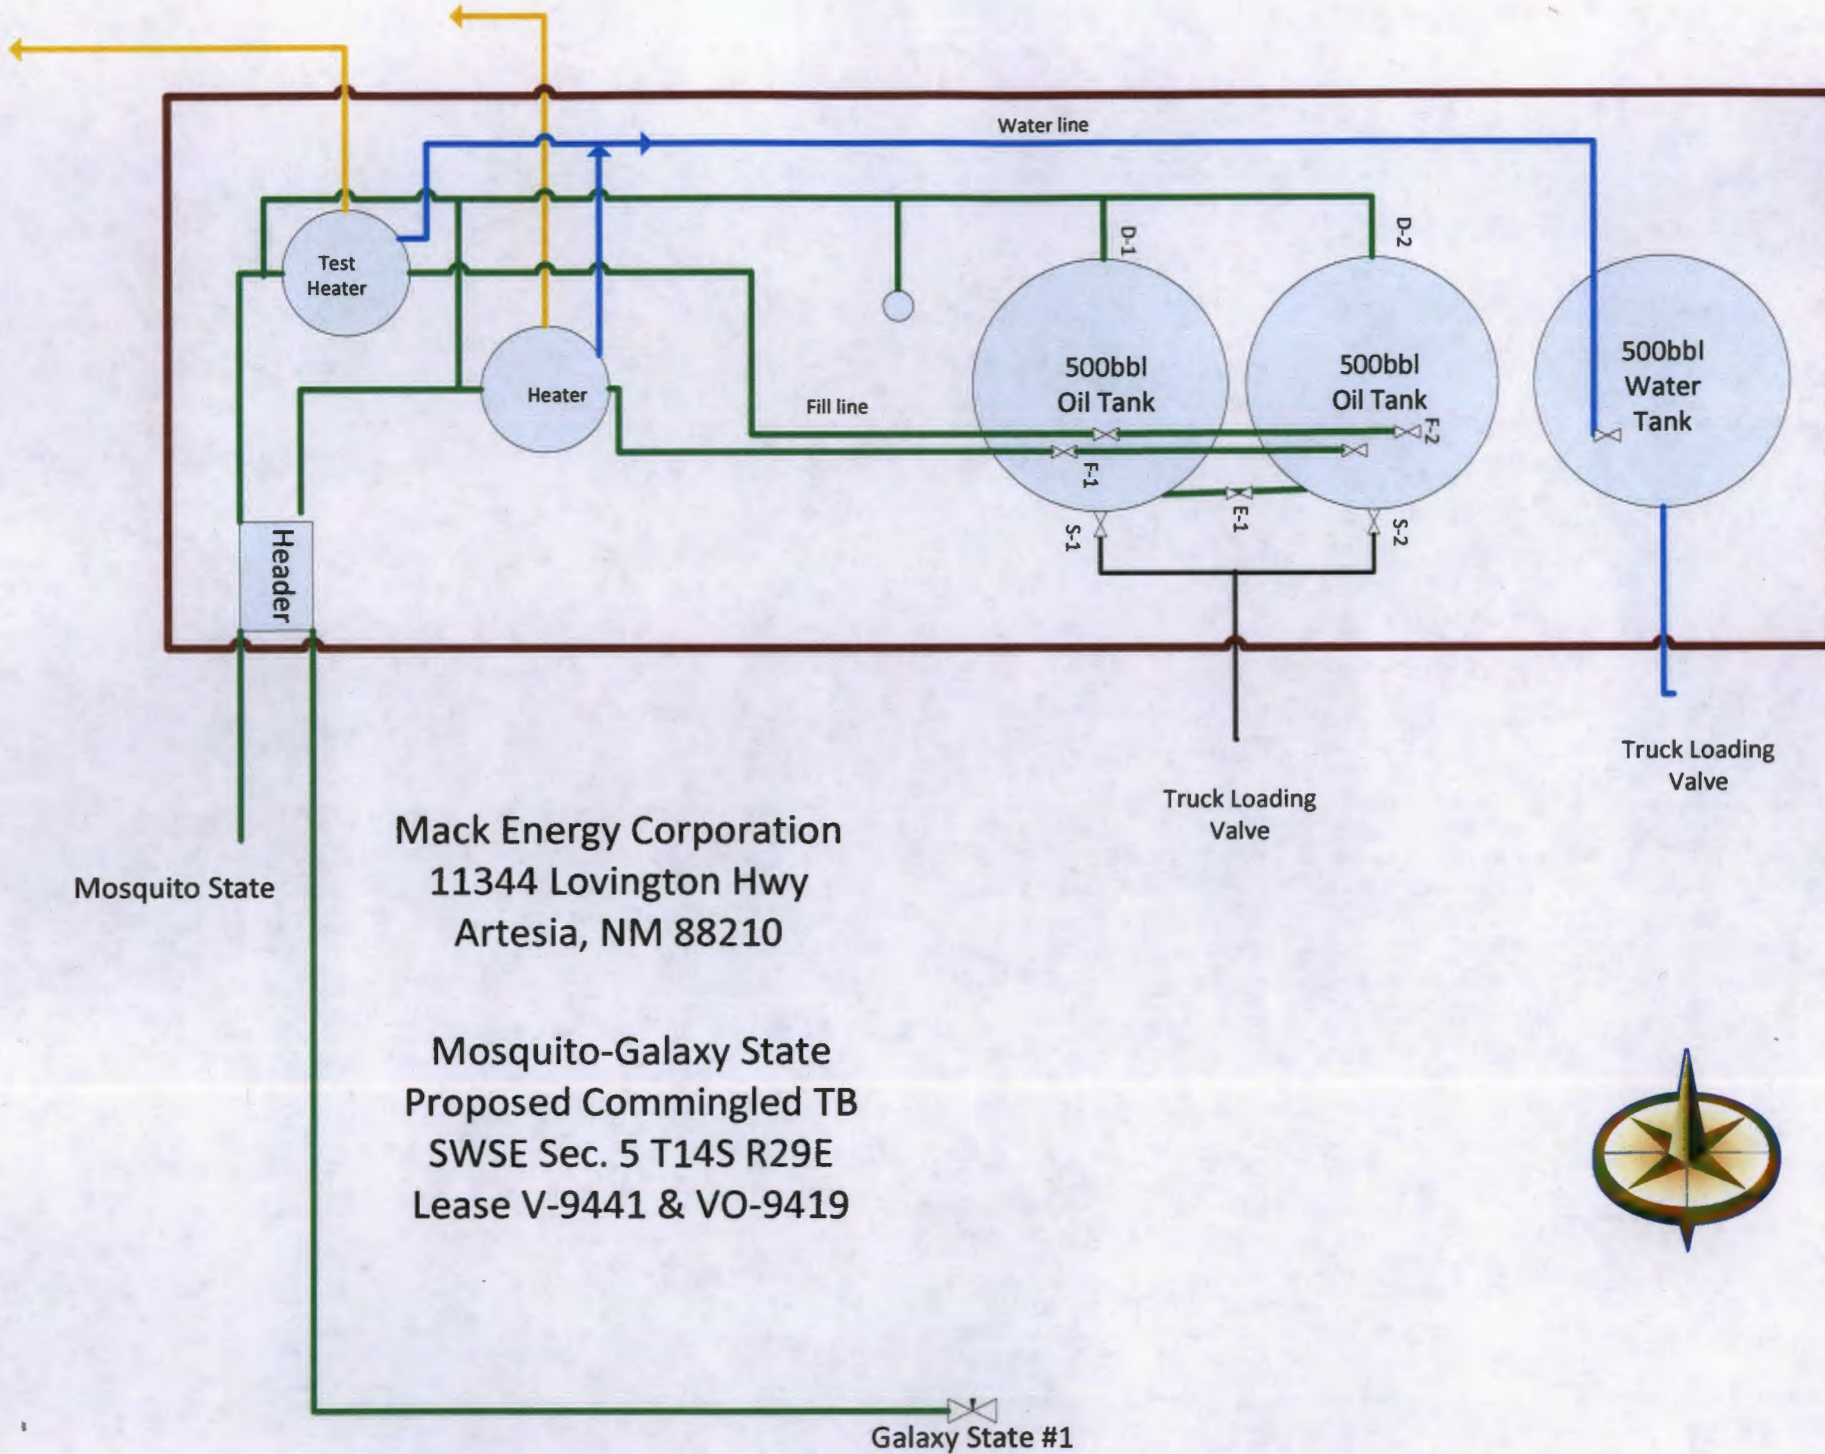 Water line
Test
Heater
D-1
D-2
500bbl
Oil Tank
500bbl
Oil Tank
500bbl
Water
Tank
Heater
Fill line
F-2
F-1
E-1
S-1
S-2
Header
Truck Loading
Valve
Truck Loading
Valve
Mosquito State
Mack Energy Corporation
11344 Lovington Hwy
Artesia, NM 88210
Mosquito-Galaxy State
Proposed Commingled TB
SWSE Sec. 5 T14S R29E
Lease V-9441 & VO-9419
Galaxy State #1